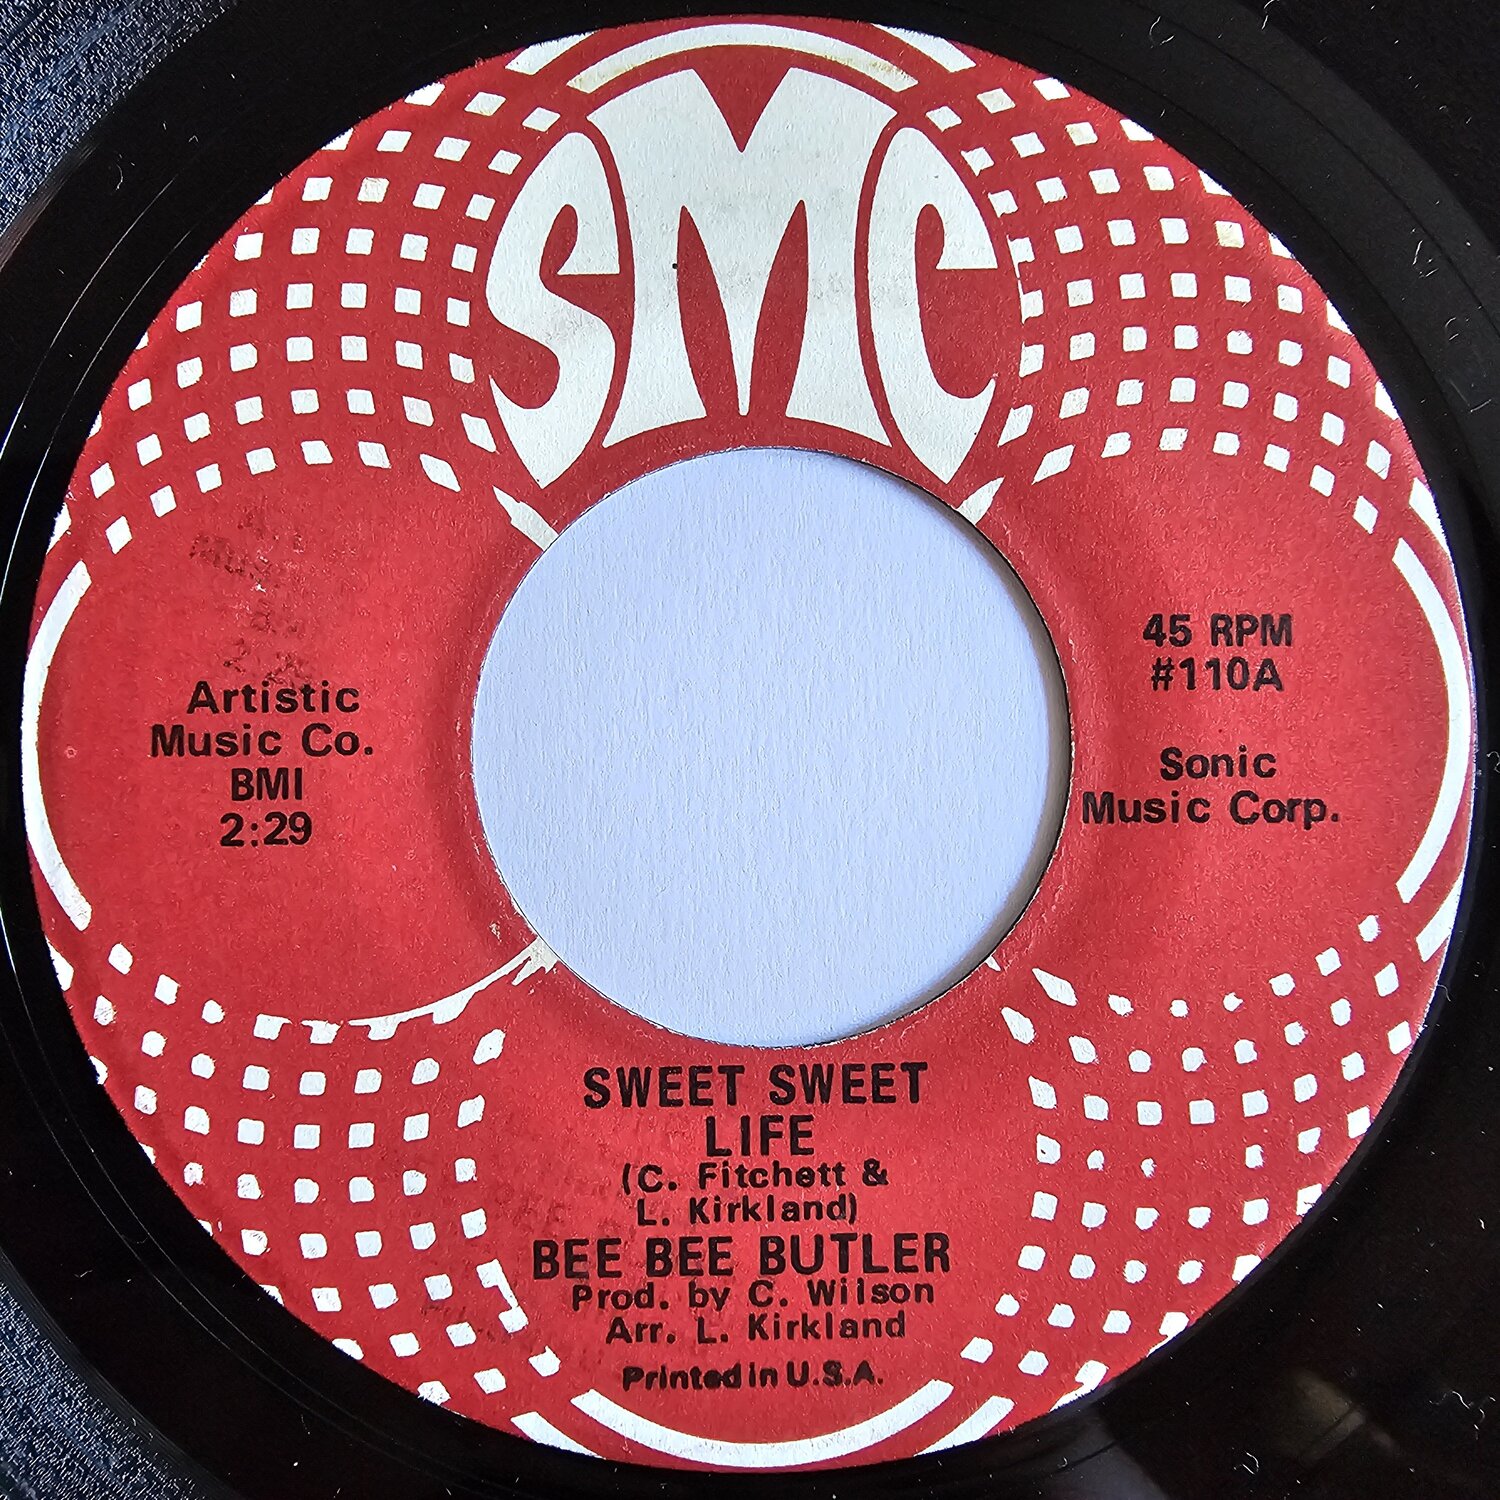 SMC
Artistic
Music Co.
BMI
2:29
45 RPM
#110A
Sonic
Music Corp.
SWEET SWEET
LIFE
(C. Fitchett &
L. Kirkland)
BEE BEE BUTLER
Prod. by C. Wilson
Arr. L. Kirkland
Printed in U.S.A.